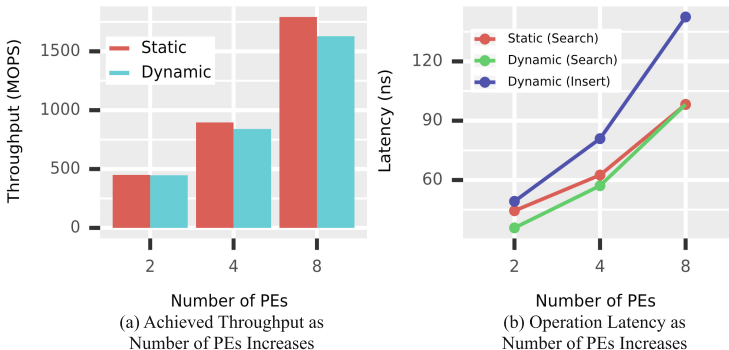 Throughput (MOPS)
1500
1000
500
0
Static
Dynamic
2 4 8
Number of PEs
(a) Achieved Throughput as
Number of PEs Increases
Latency (ns)
120
90
60
Static (Search)
Dynamic (Search)
Dynamic (Insert)
2 4 8
Number of PEs
(b) Operation Latency as
Number of PEs Increases